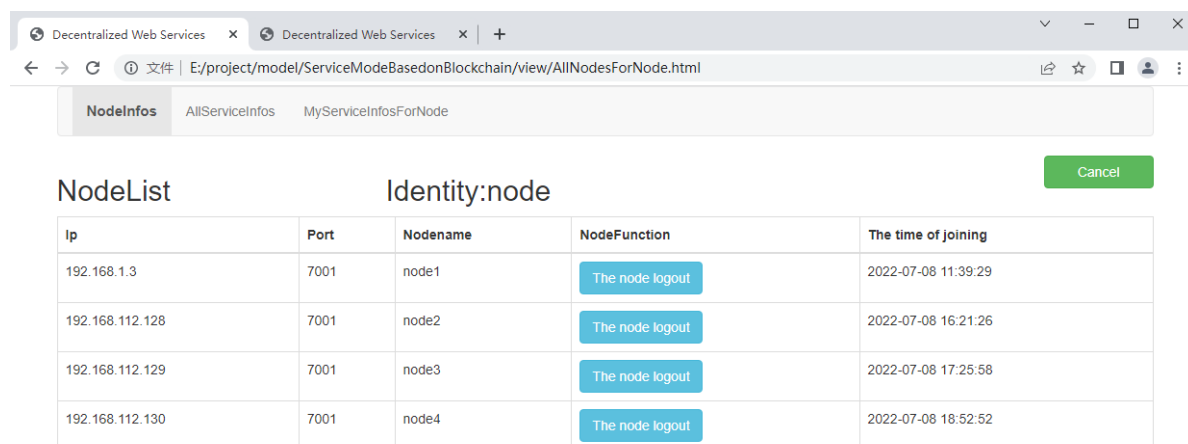 Decentralized Web Services Decentralized Web Services
文件 E:/project/model/ServiceModeBasedonBlockchain/view/AllNodesForNode.html
NodeInfos AllServiceInfos MyServiceInfosForNode
Cancel
NodeList Identity:node
Ip Port Nodename NodeFunction The time of joining
192.168.1.3 7001 node1 The node logout 2022-07-08 11:39:29
192.168.112.128 7001 node2 The node logout 2022-07-08 16:21:26
192.168.112.129 7001 node3 The node logout 2022-07-08 17:25:58
192.168.112.130 7001 node4 The node logout 2022-07-08 18:52:52